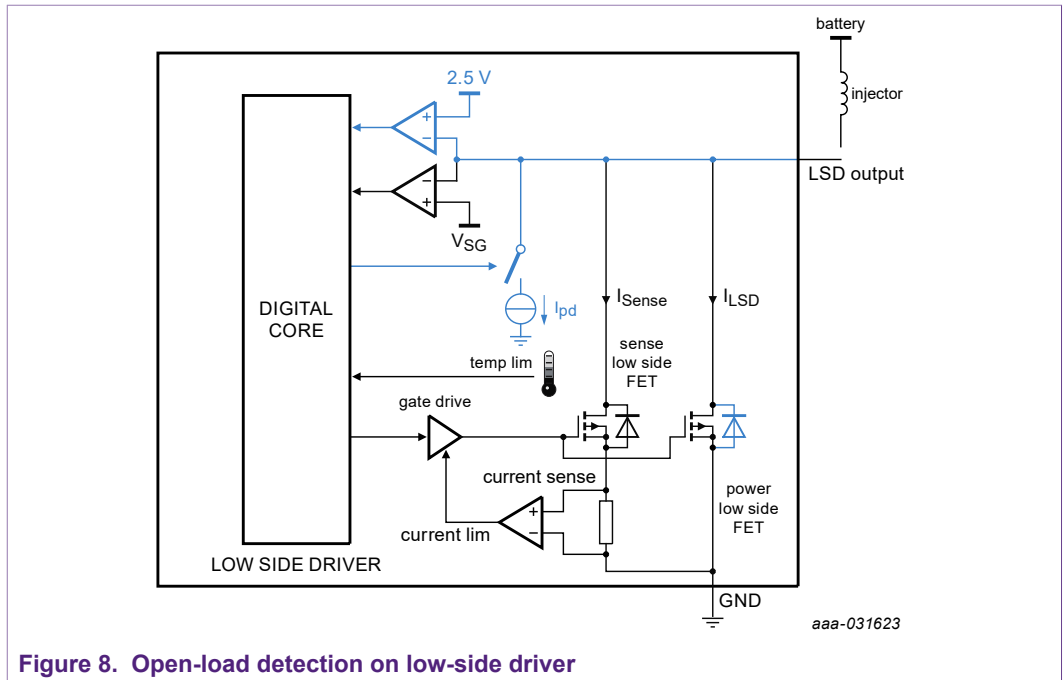 battery
injector
2.5 V
+
−
LSD output
−
+
VSG
DIGITAL
CORE
Ipd
ISense
ILSD
sense
low side
FET
temp lim
gate drive
current sense
+
−
current lim
power
low side
FET
LOW SIDE DRIVER
GND
aaa-031623
Figure 8. Open-load detection on low-side driver